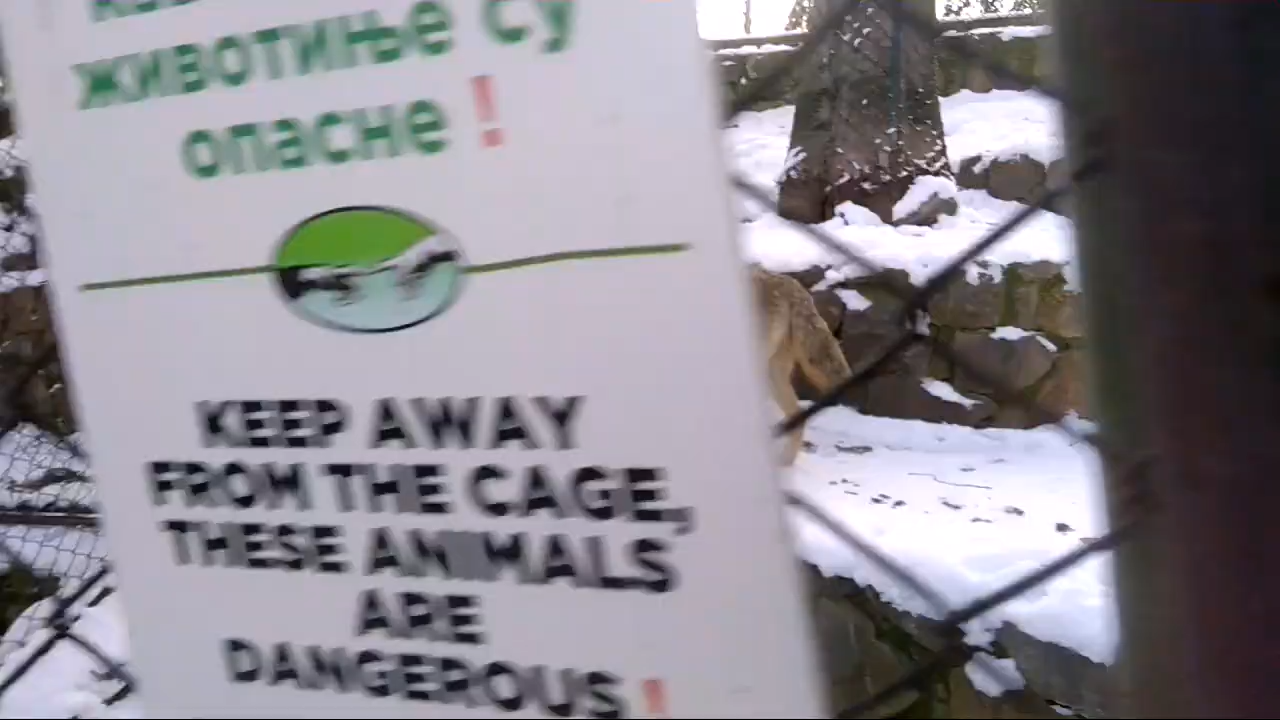 животиње су
опасне !
KEEP AWAY
FROM THE CAGE,
THESE ANIMALS
ARE
DANGEROUS !